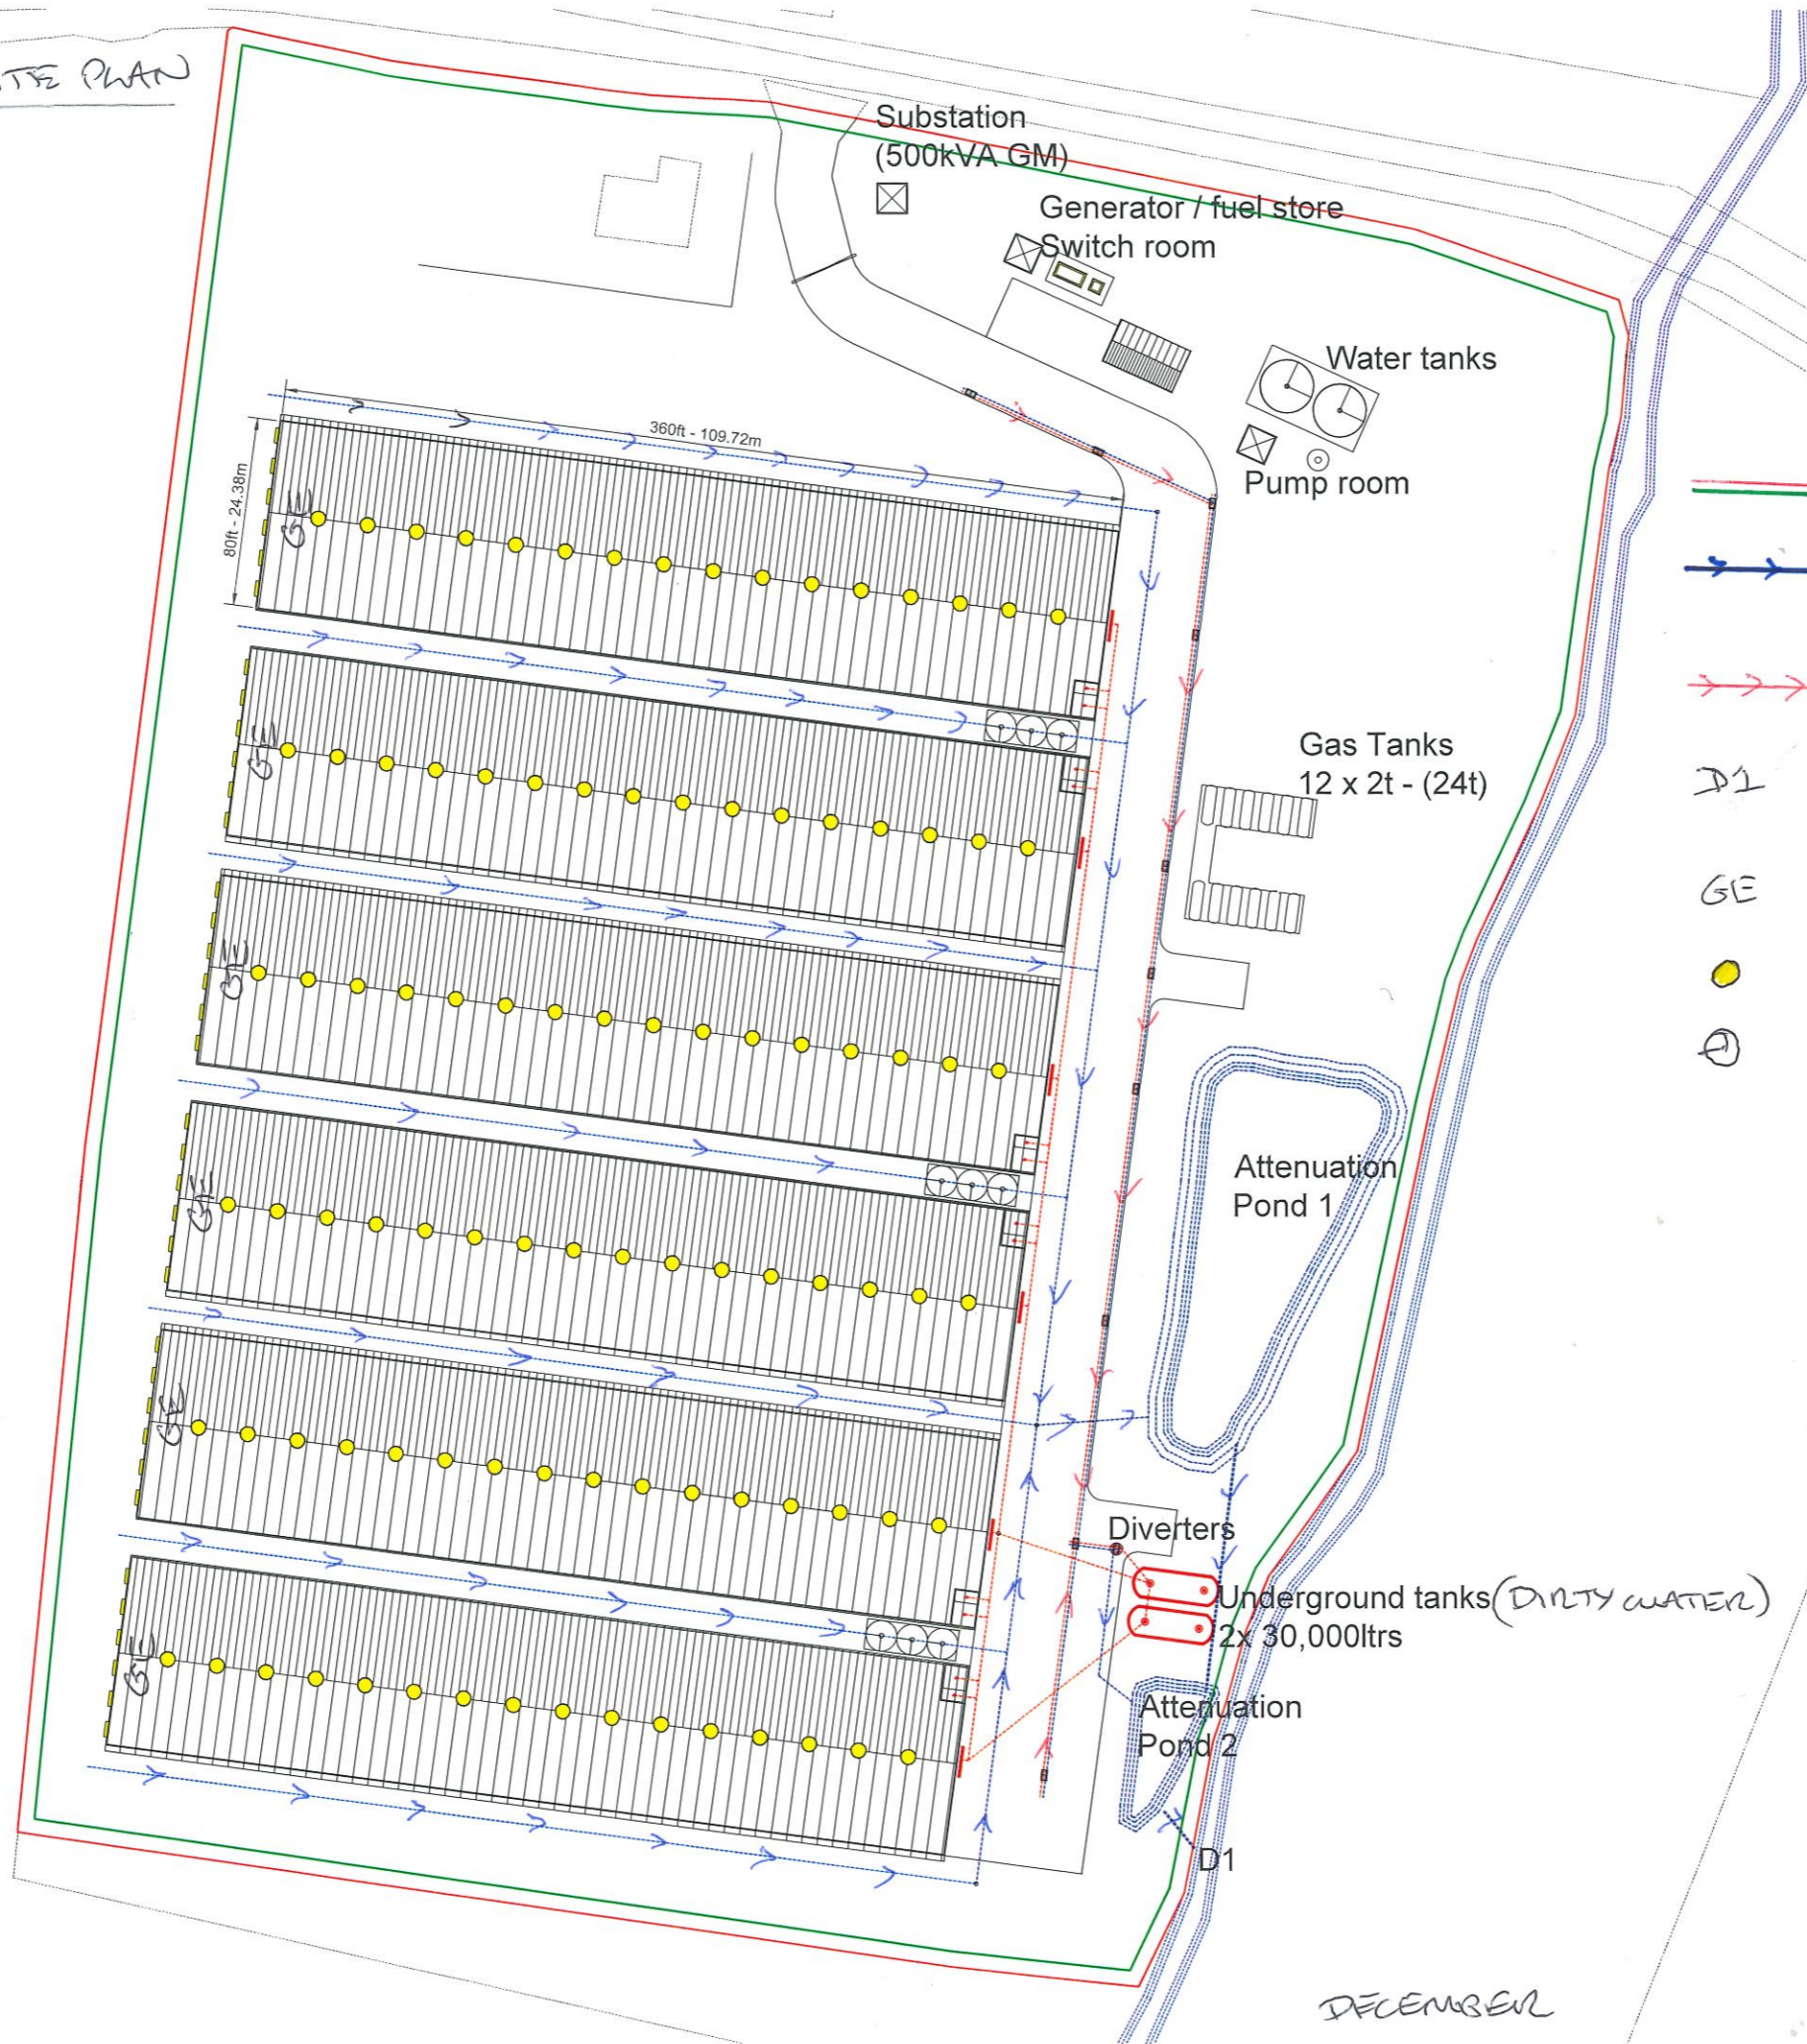 TE PLAN
Substation
(500kVA GM)
Generator / fuel store
Switch room
Water tanks
Pump room
360ft - 109.72m
80ft - 24.38m
GE
GE
GE
GE
GE
GE
Gas Tanks
12 x 2t - (24t)
D1
GE
Attenuation
Pond 1
Diverters
Underground tanks (DIRTY WATER)
2x 30,000ltrs
Attenuation
Pond 2
D1
DECEMBER